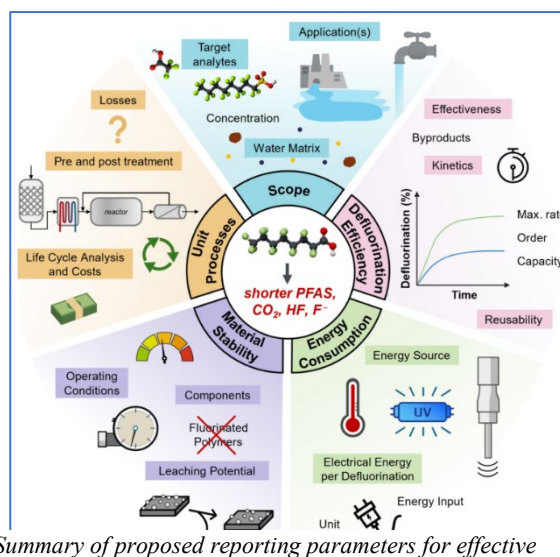 Target
analytes
Application(s)
Concentration
Water Matrix
Scope
Losses
?
Pre and post treatment
reactor
Life Cycle Analysis
and Costs
Unit
Processes
Effectiveness
Byproducts
Kinetics
Defluorination (%)
Max. rate
Order
Capacity
Time
Reusability
Defluorination
Efficiency
shorter PFAS,
CO₂, HF, F⁻
Material
Stability
Operating
Conditions
Components
Fluorinated
Polymers
Leaching Potential
Energy
Consumption
Energy Source
UV
Electrical Energy
per Defluorination
Energy Input
Unit
Summary of proposed reporting parameters for effective